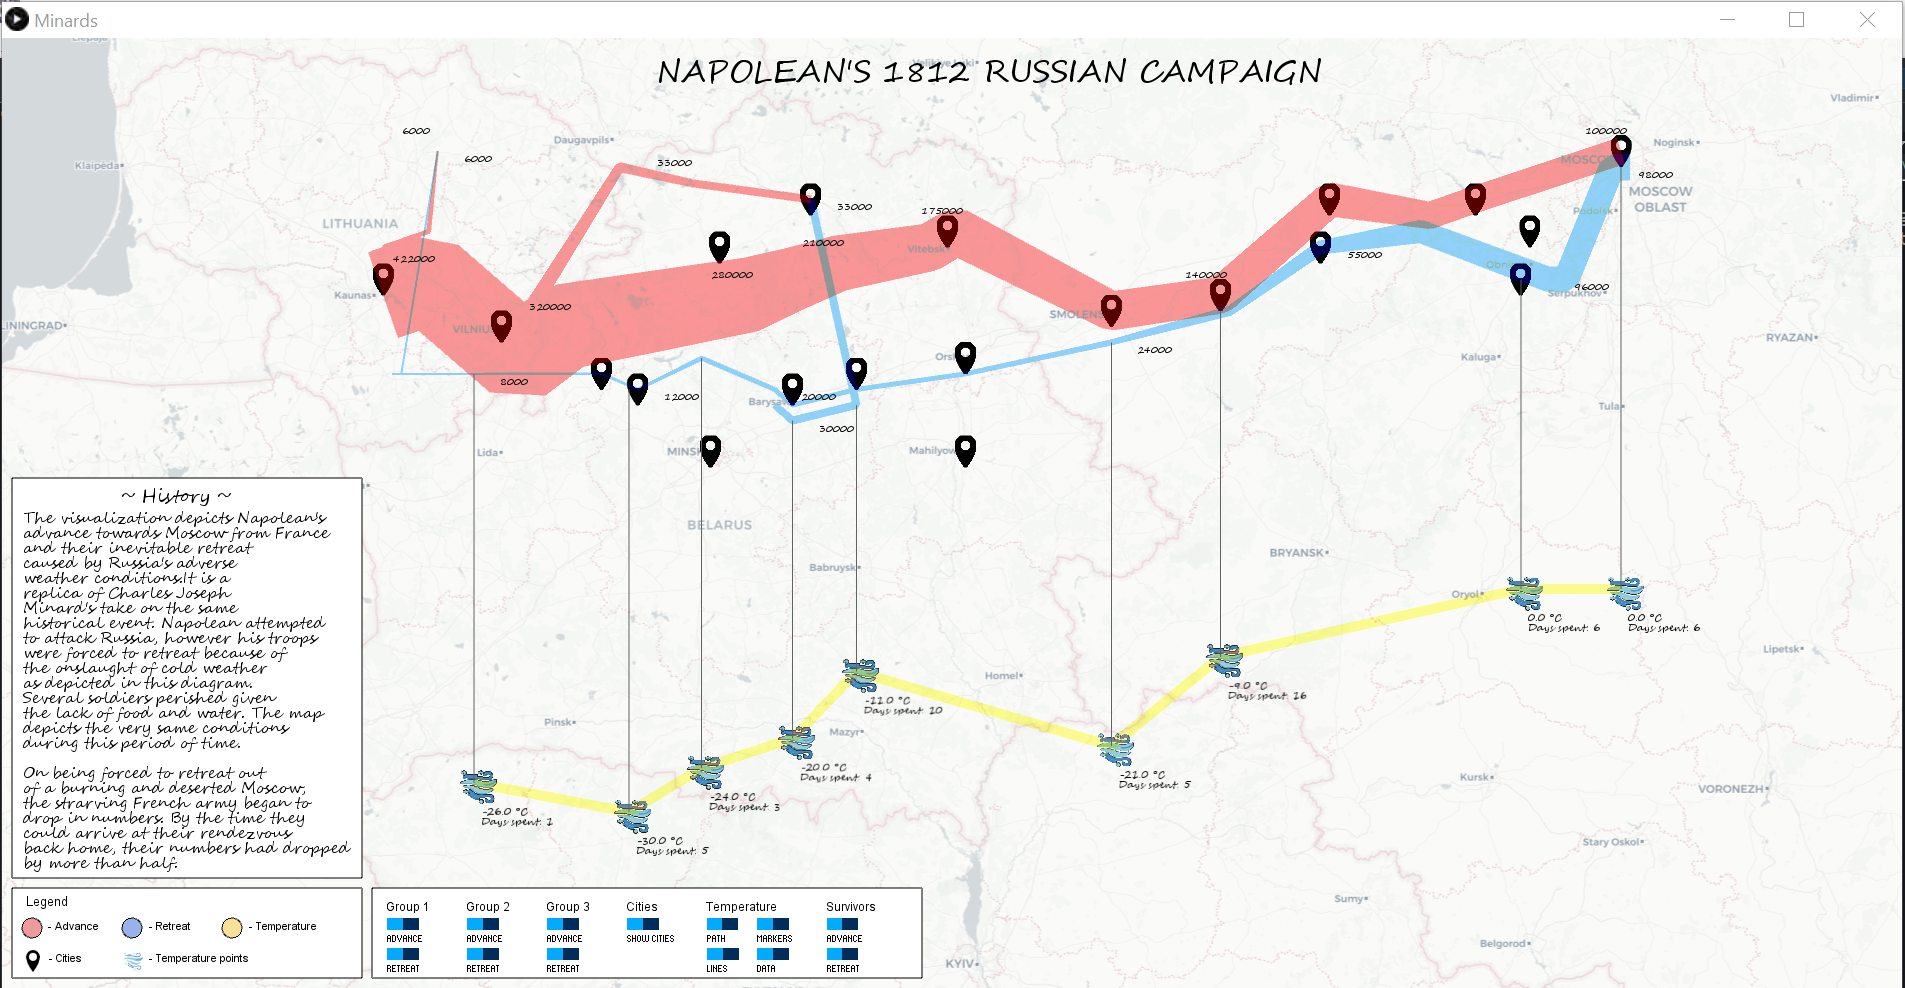 Minards
NAPOLEAN'S 1812 RUSSIAN CAMPAIGN
Liepāja
Velikiye Luki
Vladimir
Daugavpils
Klaipėda
Noginsk
MOSCOW
MOSCOW
OBLAST
Podolsk
LITHUANIA
Kaunas
VILNIUS
LININGRAD
Vitebsk
SMOLENS
Serpukhov
Kaluga
RYAZAN
Tula
Ors
Barysa
Lida
MINSK
Mahilyow
BELARUS
BRYANSK
Babruysk
Oryol
Lipetsk
Homel
Pinsk
Mazyr
Kursk
VORONEZH
Stary Oskol
Sumy
Belgorod
KYIV
6000
6000
33000
33000
422000
320000
280000
210000
175000
140000
100000
98000
96000
55000
24000
20000
30000
12000
8000
0.0 °C
Days spent: 6
0.0 °C
Days spent: 6
-9.0 °C
Days spent: 16
-21.0 °C
Days spent: 5
-11.0 °C
Days spent: 10
-20.0 °C
Days spent: 4
-24.0 °C
Days spent: 3
-30.0 °C
Days spent: 5
-26.0 °C
Days spent: 1
~ History ~
The visualization depicts Napolean's
advance towards Moscow from France
and their inevitable retreat
caused by Russia's adverse
weather conditions.It is a
replica of Charles Joseph
Minard's take on the same
historical event. Napolean attempted
to attack Russia, however his troops
were forced to retreat because of
the onslaught of cold weather
as depicted in this diagram.
Several soldiers perished given
the lack of food and water. The map
depicts the very same conditions
during this period of time.
On being forced to retreat out
of a burning and deserted Moscow,
the strarving French army began to
drop in numbers. By the time they
could arrive at their rendezvous
back home, their numbers had dropped
by more than half.
Legend
- Advance
- Retreat
- Temperature
- Cities
- Temperature points
Group 1
ADVANCE
RETREAT
Group 2
ADVANCE
RETREAT
Group 3
ADVANCE
RETREAT
Cities
SHOW CITIES
Temperature
PATH
MARKERS
LINES
DATA
Survivors
ADVANCE
RETREAT